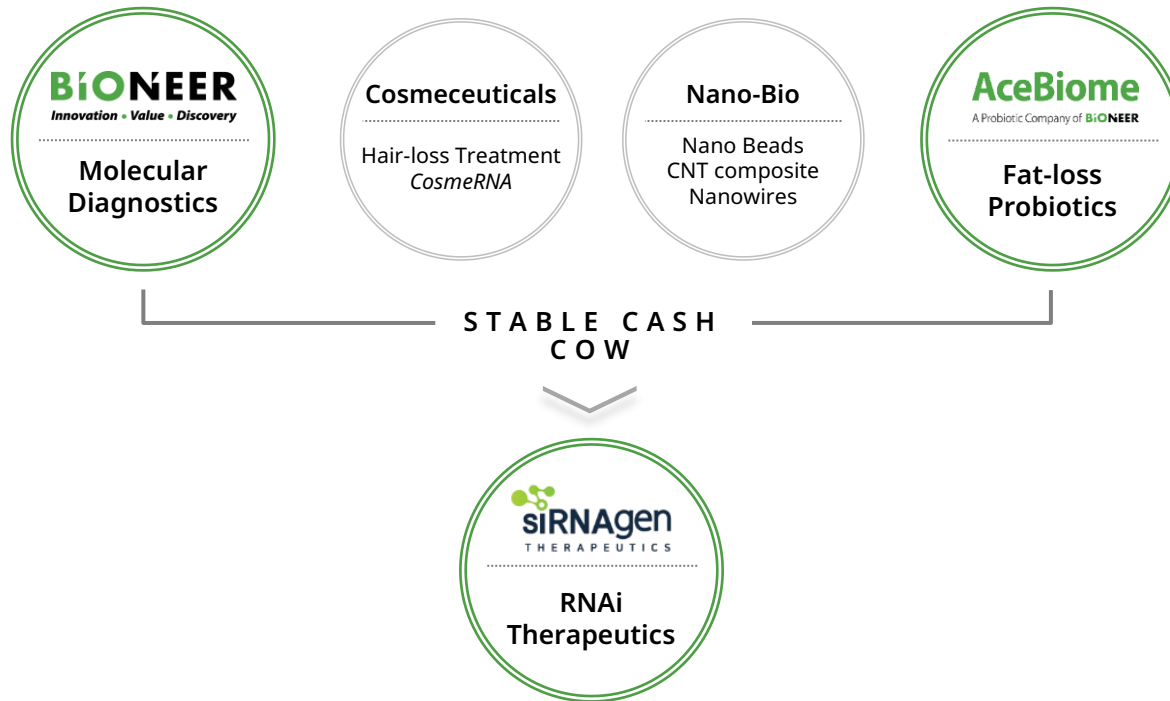 BiONEER
Innovation • Value • Discovery
Molecular
Diagnostics
Cosmeceuticals
Hair-loss Treatment
CosmeRNA
Nano-Bio
Nano Beads
CNT composite
Nanowires
AceBiome
A Probiotic Company of BiONEER
Fat-loss
Probiotics
STABLE CASH
COW
siRNAgen
THERAPEUTICS
RNAi
Therapeutics